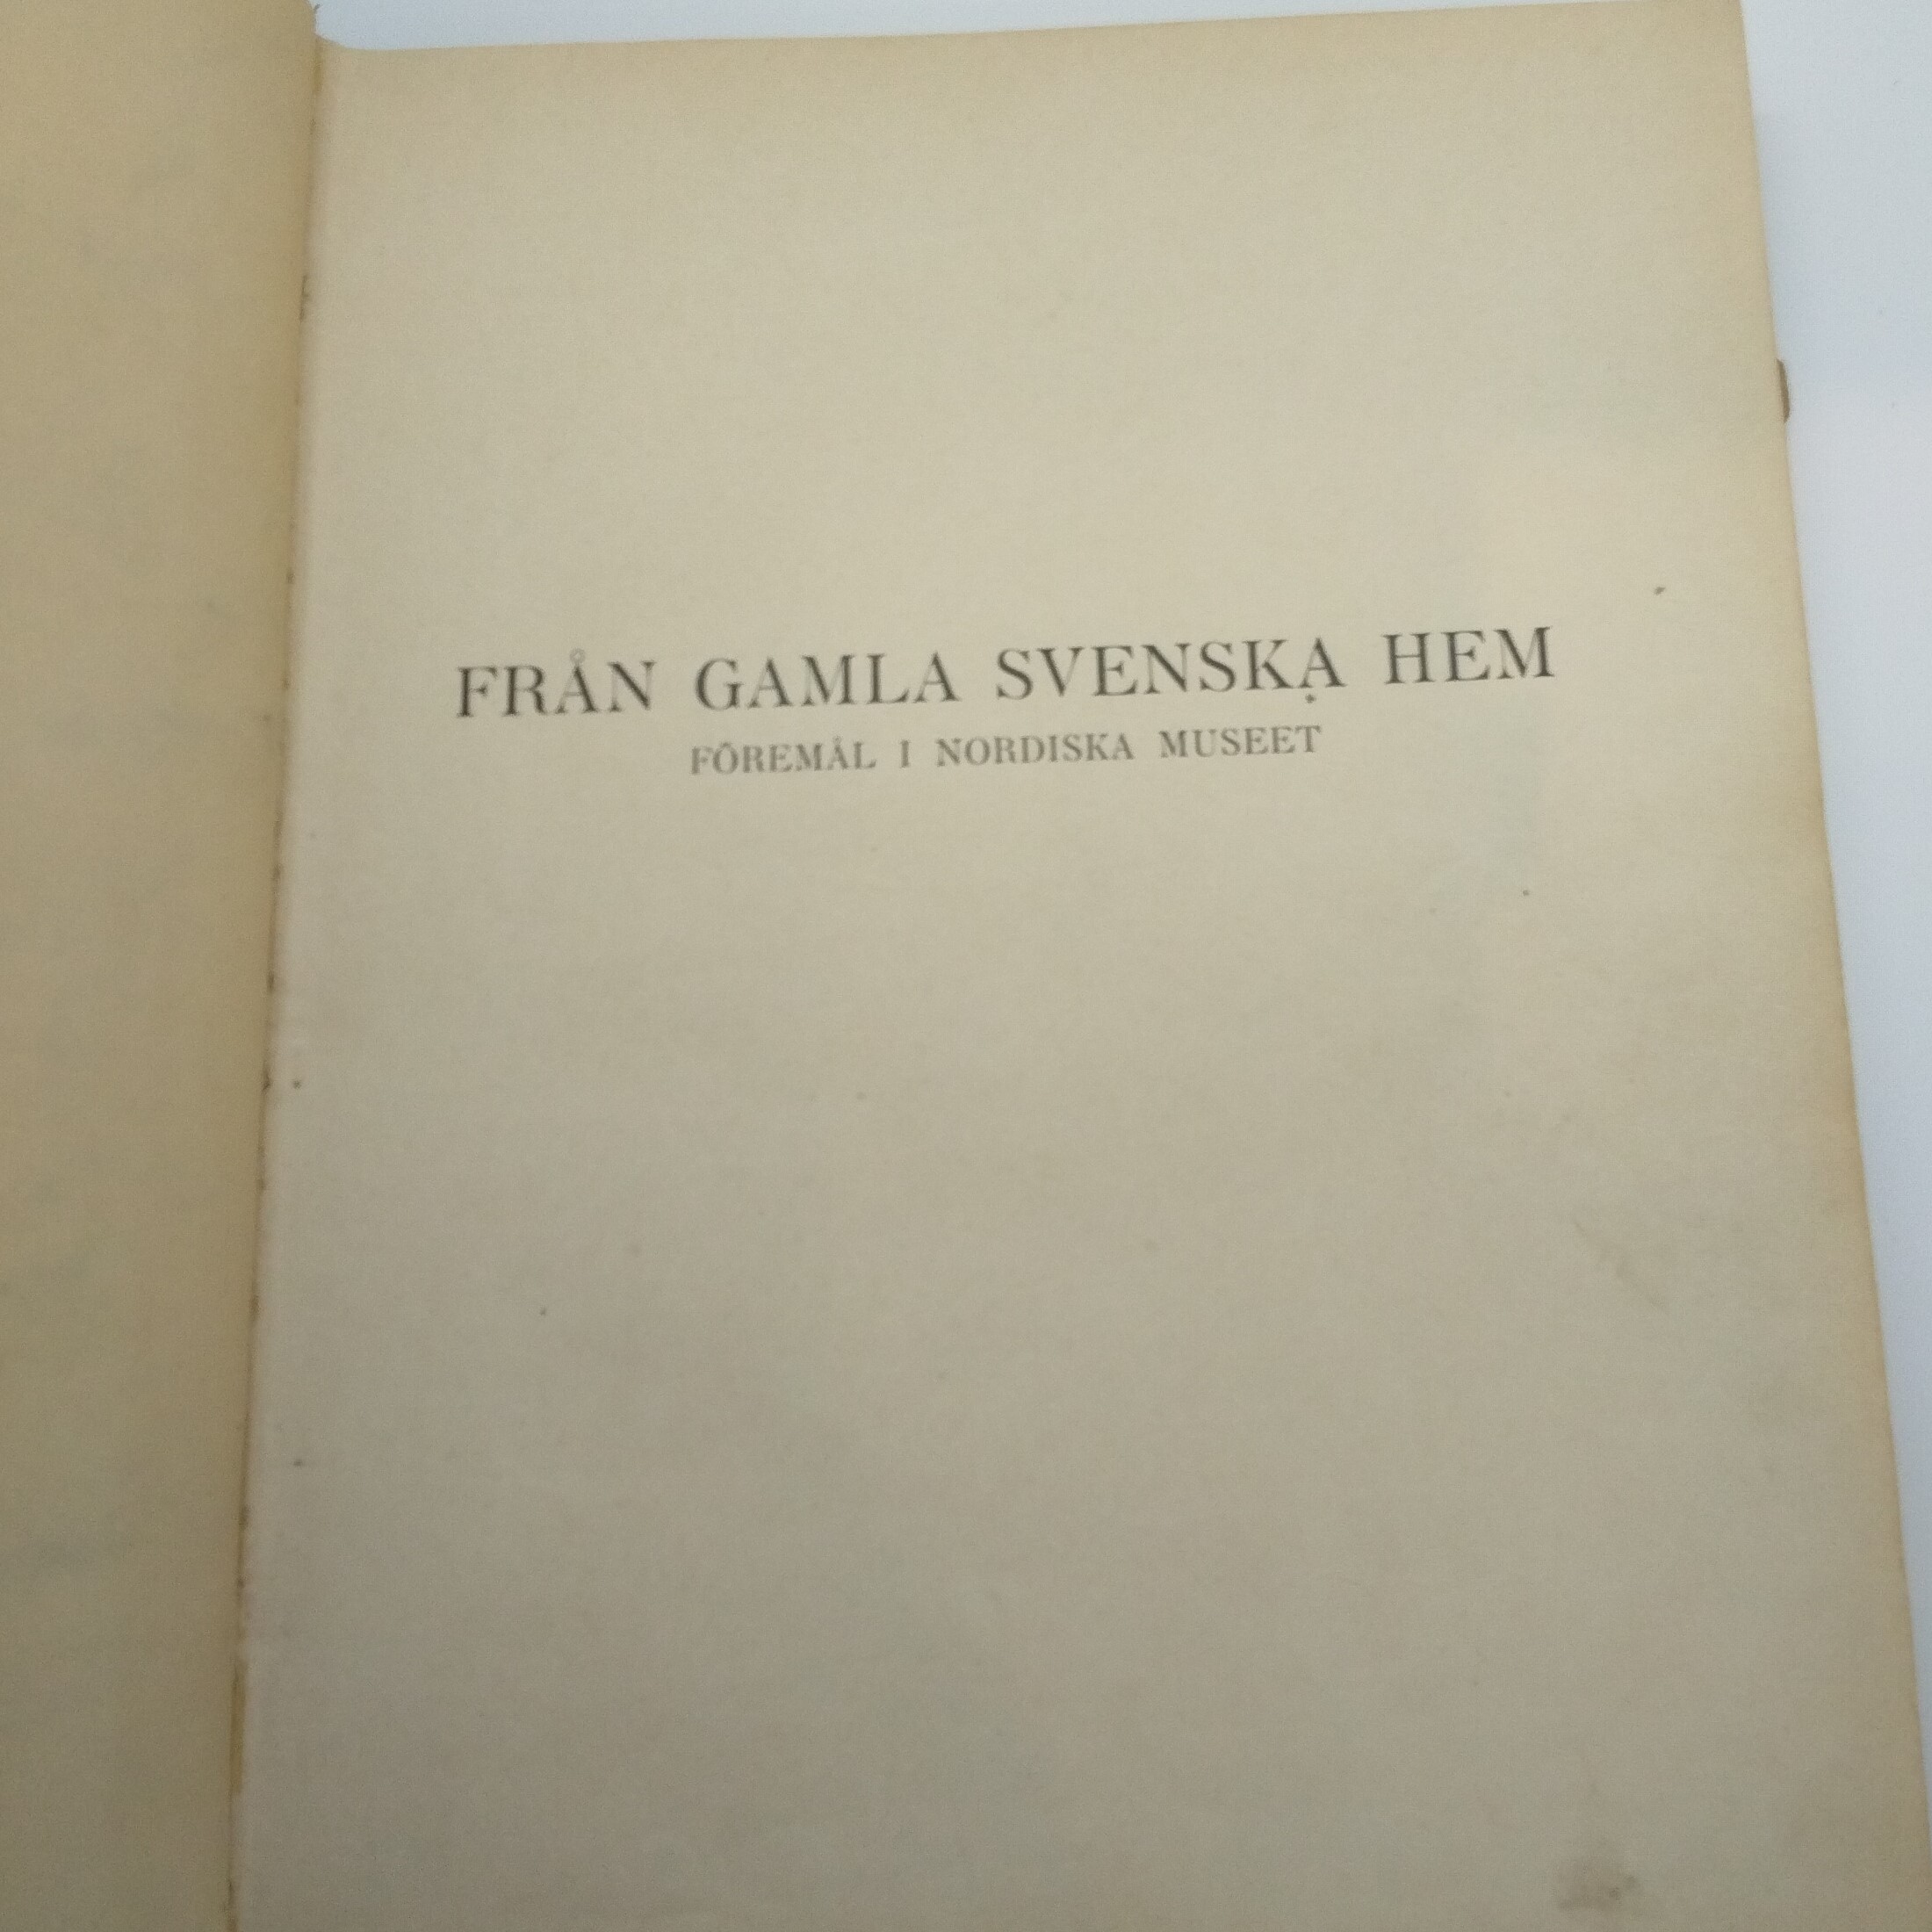 FRÅN GAMLA SVENSKA HEM
FÖREMÅL I NORDISKA MUSEET